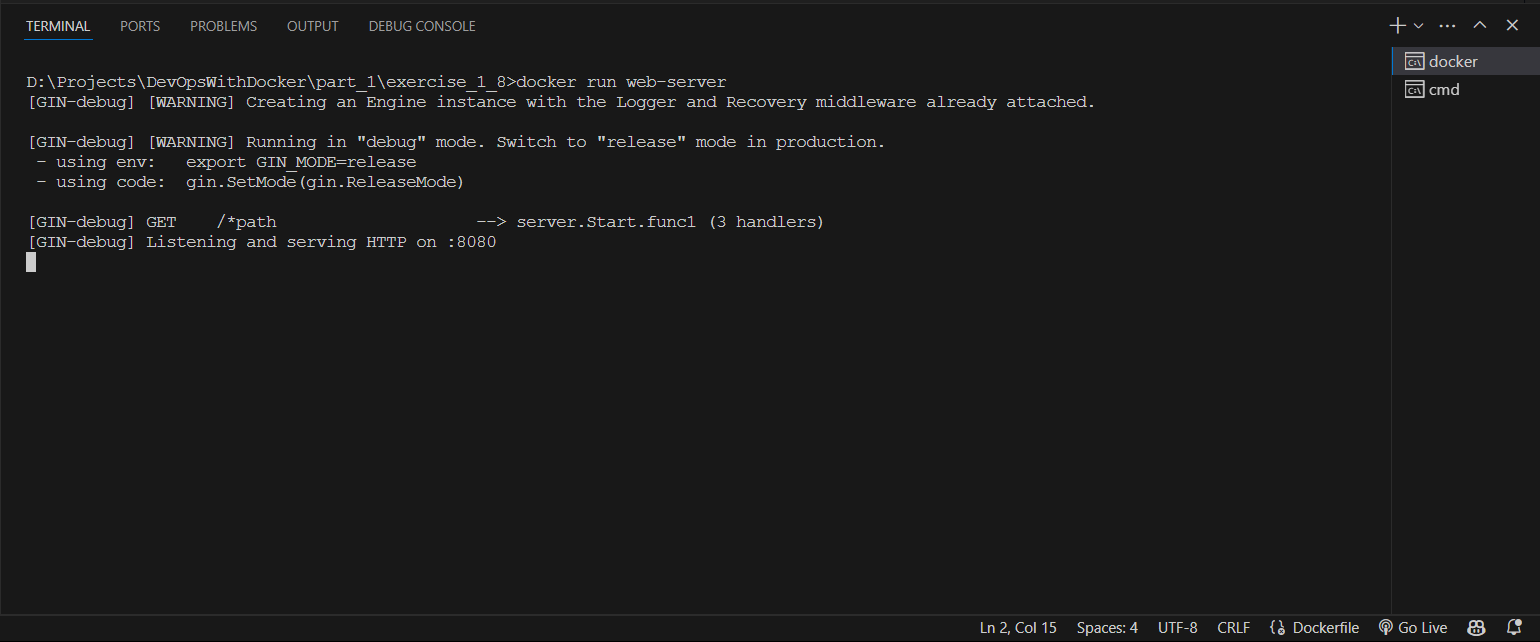 TERMINAL PORTS PROBLEMS OUTPUT DEBUG CONSOLE
docker
cmd
D:\Projects\DevOpsWithDocker\part_1\exercise_1_8>docker run web-server
[GIN-debug] [WARNING] Creating an Engine instance with the Logger and Recovery middleware already attached.
[GIN-debug] [WARNING] Running in "debug" mode. Switch to "release" mode in production.
- using env:   export GIN_MODE=release
- using code:  gin.SetMode(gin.ReleaseMode)
[GIN-debug] GET    /*path                    --> server.Start.func1 (3 handlers)
[GIN-debug] Listening and serving HTTP on :8080
Ln 2, Col 15 Spaces: 4 UTF-8 CRLF Dockerfile Go Live